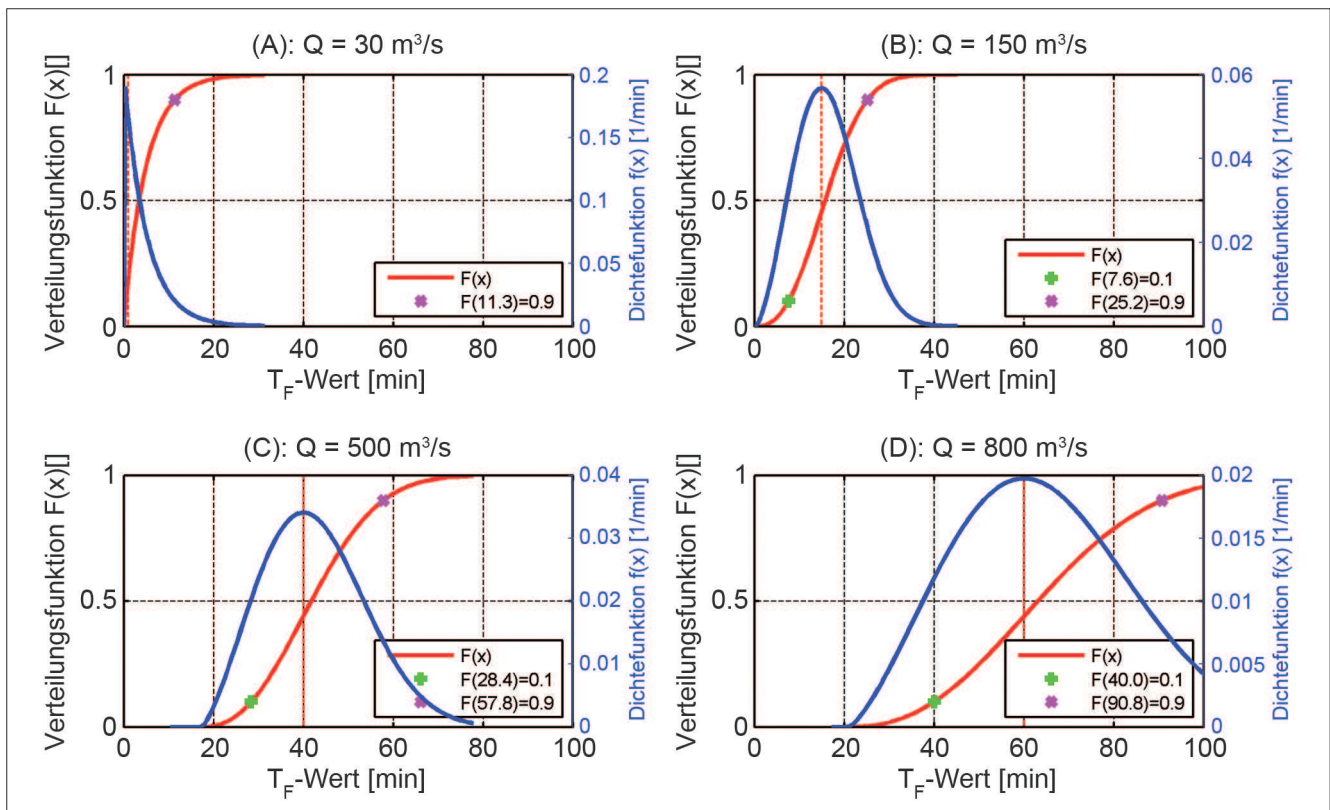 (A): Q = 30 m³/s
Verteilungsfunktion F(x)[]
1
0.5
0
0.2
0.15
0.1
0.05
0
Dichtefunktion f(x) [1/min]
F(x)
F(11.3)=0.9
0 20 40 60 80 100
T_F-Wert [min]
(B): Q = 150 m³/s
Verteilungsfunktion F(x)[]
1
0.5
0
0.06
0.04
0.02
0
Dichtefunktion f(x) [1/min]
F(x)
F(7.6)=0.1
F(25.2)=0.9
0 20 40 60 80 100
T_F-Wert [min]
(C): Q = 500 m³/s
Verteilungsfunktion F(x)[]
1
0.5
0
0.04
0.03
0.02
0.01
0
Dichtefunktion f(x) [1/min]
F(x)
F(28.4)=0.1
F(57.8)=0.9
0 20 40 60 80 100
T_F-Wert [min]
(D): Q = 800 m³/s
Verteilungsfunktion F(x)[]
1
0.5
0
0.02
0.015
0.01
0.005
0
Dichtefunktion f(x) [1/min]
F(x)
F(40.0)=0.1
F(90.8)=0.9
0 20 40 60 80 100
T_F-Wert [min]